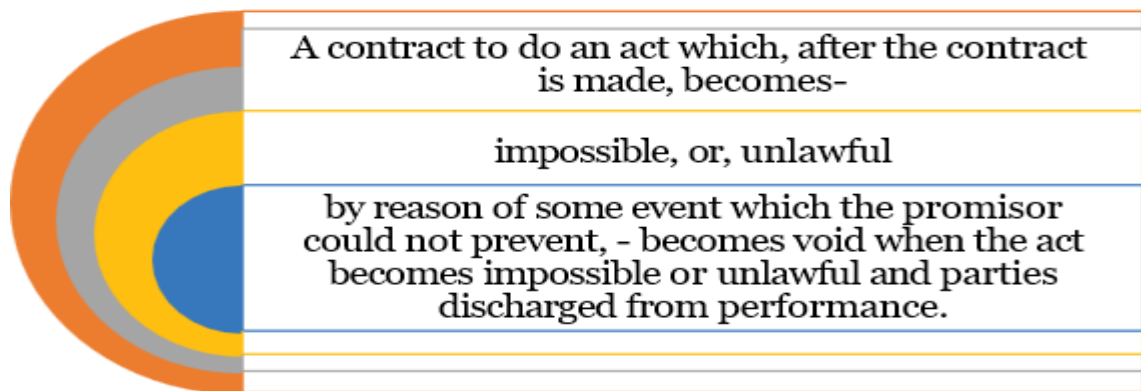 A contract to do an act which, after the contract
is made, becomes-
impossible, or, unlawful
by reason of some event which the promisor
could not prevent, - becomes void when the act
becomes impossible or unlawful and parties
discharged from performance.